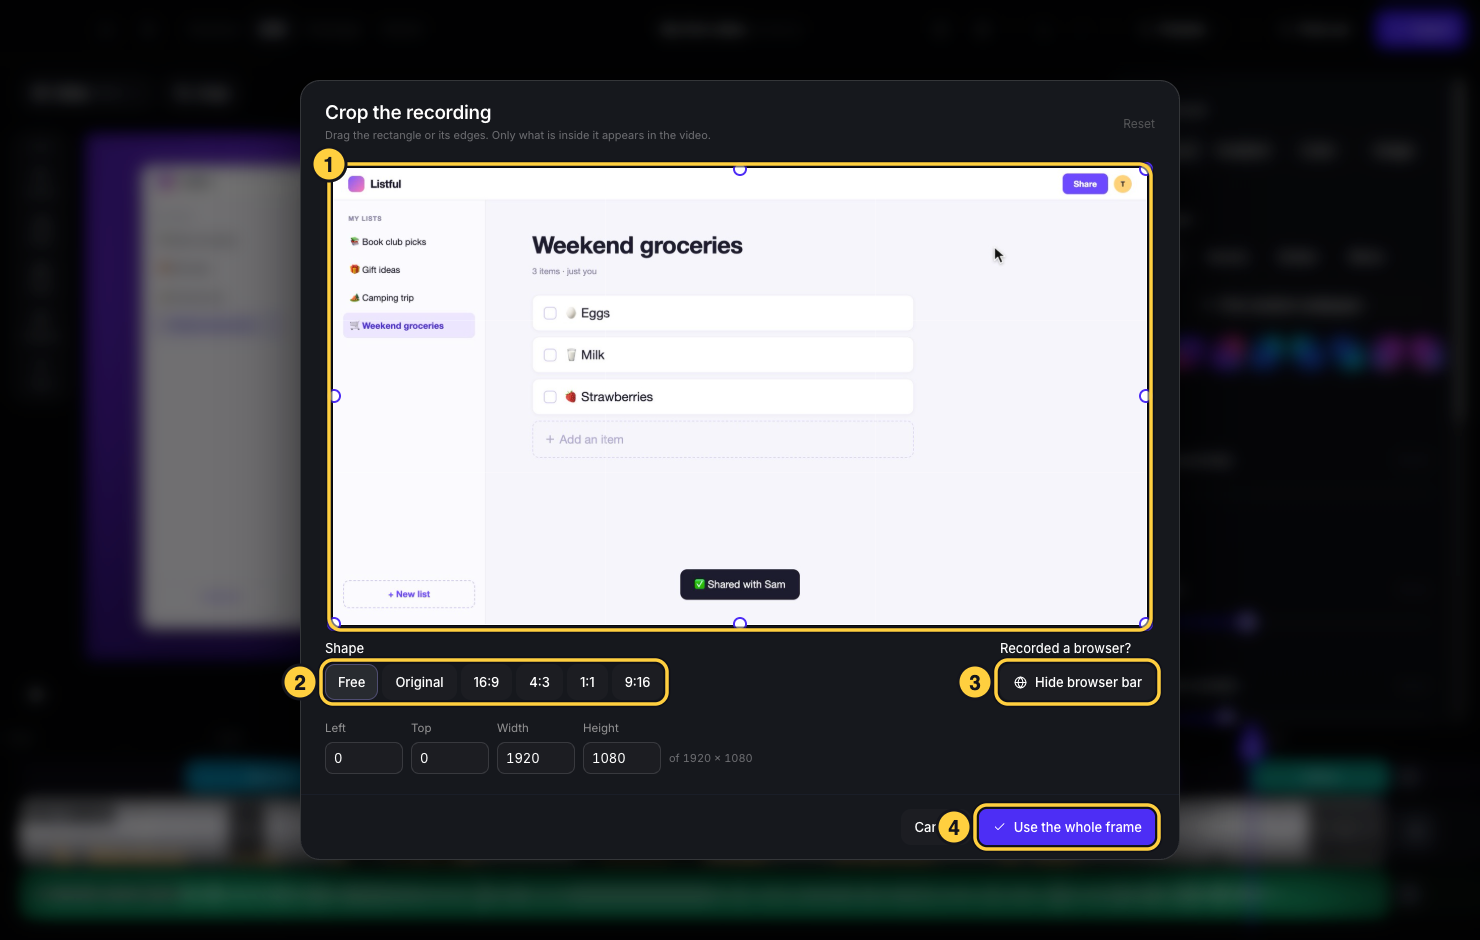 Crop the recording
Drag the rectangle or its edges. Only what is inside it appears in the video.
Reset
1
Listful
Share
T
MY LISTS
Book club picks
Gift ideas
Camping trip
Weekend groceries
+ New list
Weekend groceries
3 items · just you
Eggs
Milk
Strawberries
+ Add an item
Shared with Sam
Shape
Recorded a browser?
2
Free
Original
16:9
4:3
1:1
9:16
3
Hide browser bar
Left
Top
Width
Height
0
0
1920
1080
of 1920 × 1080
Car
4
Use the whole frame